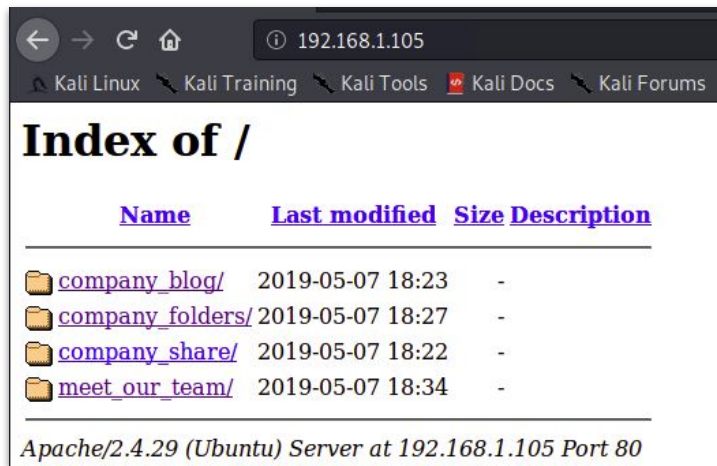 192.168.1.105
Kali Linux Kali Training Kali Tools Kali Docs Kali Forums
Index of /
Name Last modified Size Description
company_blog/ 2019-05-07 18:23 -
company_folders/ 2019-05-07 18:27 -
company_share/ 2019-05-07 18:22 -
meet_our_team/ 2019-05-07 18:34 -
Apache/2.4.29 (Ubuntu) Server at 192.168.1.105 Port 80